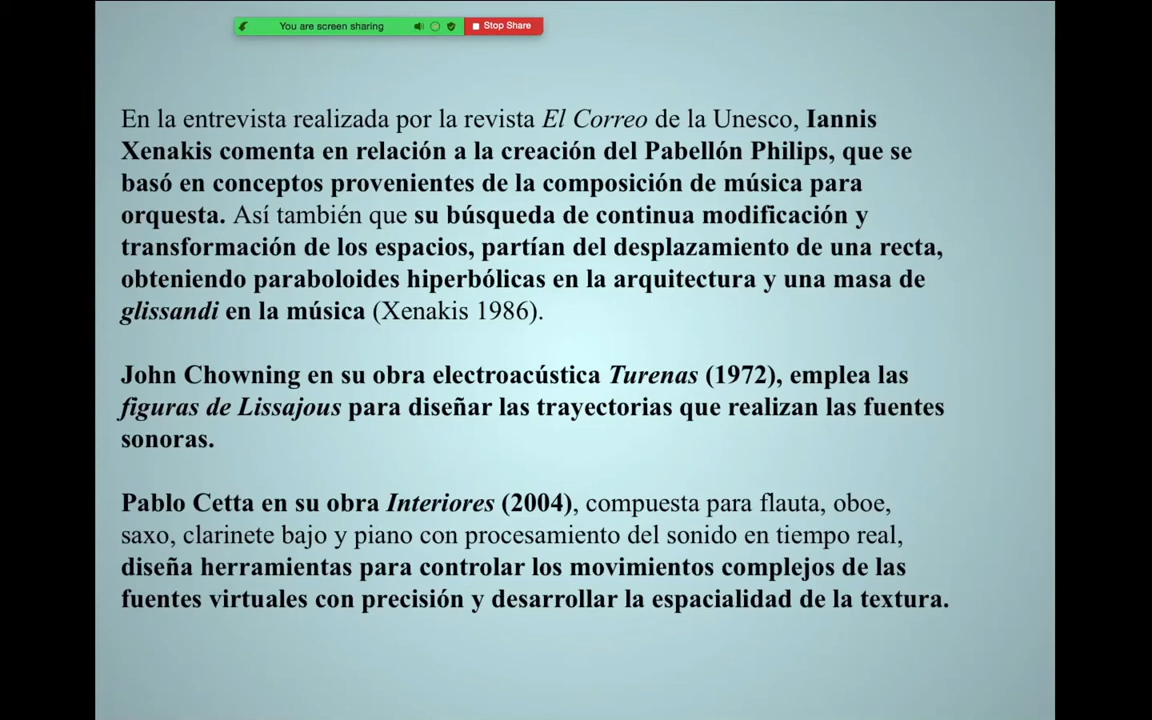 You are screen sharing
Stop Share
En la entrevista realizada por la revista El Correo de la Unesco, Iannis
Xenakis comenta en relación a la creación del Pabellón Philips, que se
basó en conceptos provenientes de la composición de música para
orquesta. Así también que su búsqueda de continua modificación y
transformación de los espacios, partían del desplazamiento de una recta,
obteniendo paraboloides hiperbólicas en la arquitectura y una masa de
glissandi en la música (Xenakis 1986).
John Chowning en su obra electroacústica Turenas (1972), emplea las
figuras de Lissajous para diseñar las trayectorias que realizan las fuentes
sonoras.
Pablo Cetta en su obra Interiores (2004), compuesta para flauta, oboe,
saxo, clarinete bajo y piano con procesamiento del sonido en tiempo real,
diseña herramientas para controlar los movimientos complejos de las
fuentes virtuales con precisión y desarrollar la espacialidad de la textura.